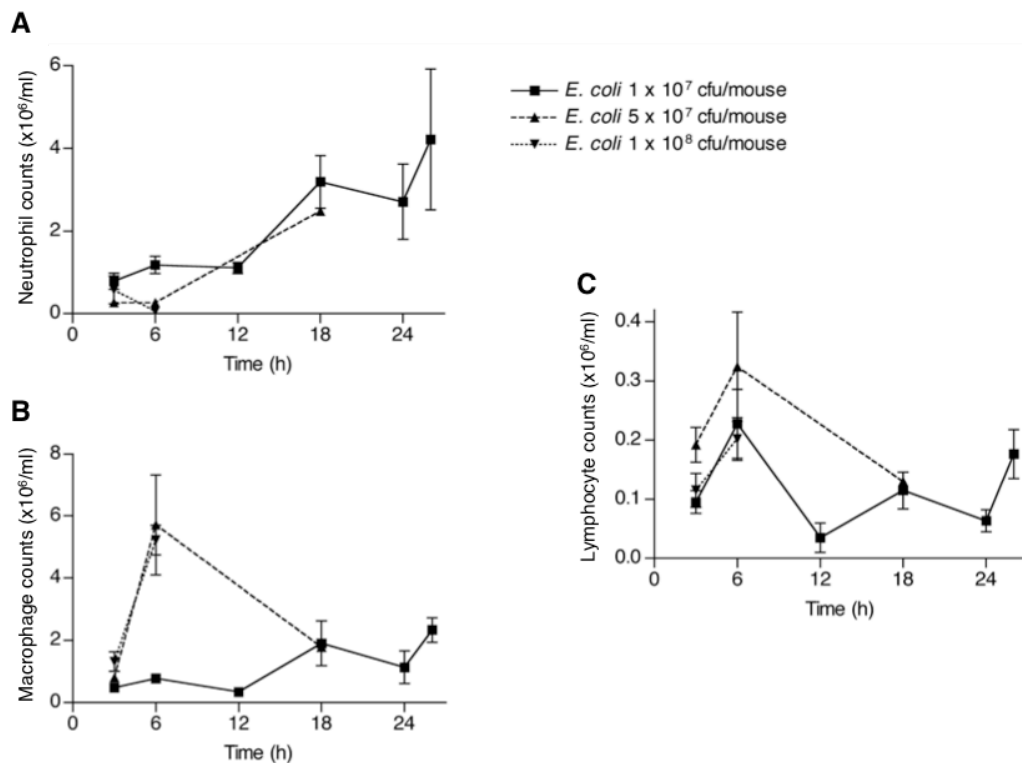 A
Neutrophil counts (x10⁶/ml)
6
4
2
0
0 6 12 18 24
Time (h)
E. coli 1 x 10⁷ cfu/mouse
E. coli 5 x 10⁷ cfu/mouse
E. coli 1 x 10⁸ cfu/mouse
B
Macrophage counts (x10⁶/ml)
8
6
4
2
0
0 6 12 18 24
Time (h)
C
Lymphocyte counts (x10⁶/ml)
0.4
0.3
0.2
0.1
0.0
0 6 12 18 24
Time (h)